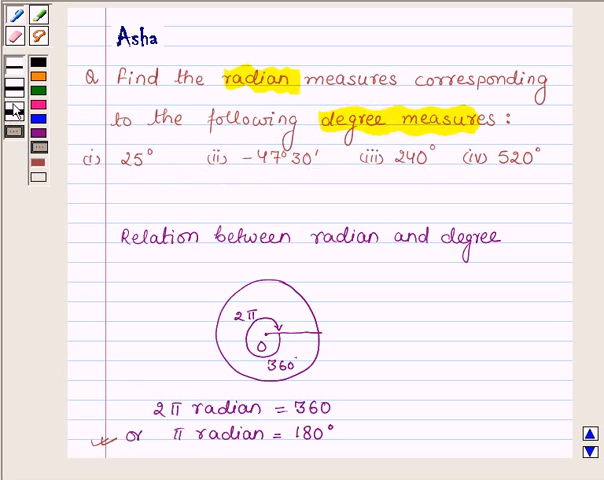 Asha
Q Find the radian measures corresponding
to the following degree measures :
(i) 25° (ii) -47°30' (iii) 240° (iv) 520°
Relation between radian and degree
2π
O
360°
2π radian = 360
or π radian = 180°